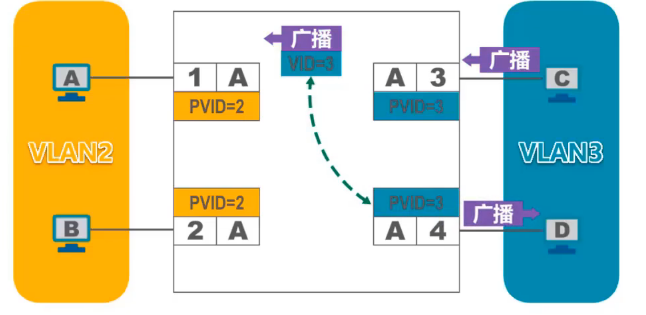 广播
VID=3
广播
A
1 A
PVID=2
A 3
PVID=3
C
VLAN2
VLAN3
PVID=2
2 A
B
PVID=3
A 4
广播
D